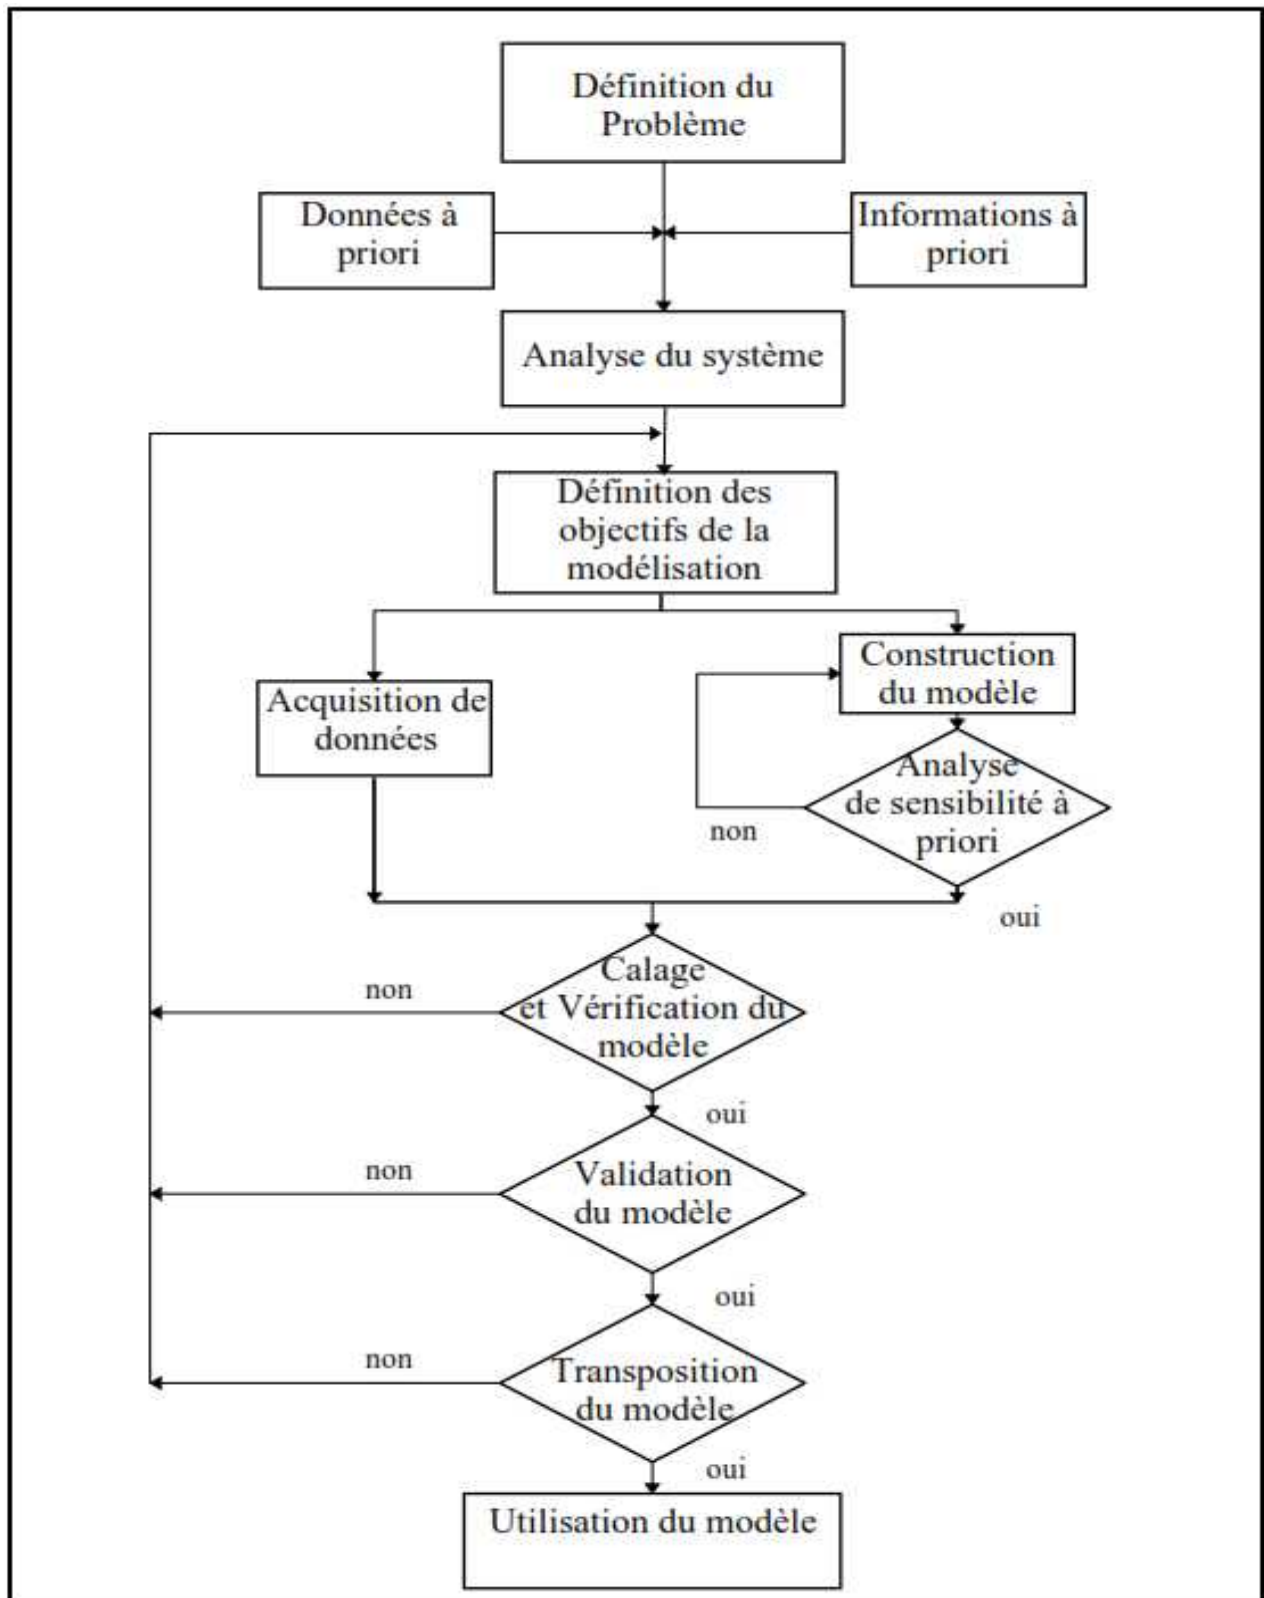 Définition du
Problème
Données à
priori
Informations à
priori
Analyse du système
Définition des
objectifs de la
modélisation
Acquisition de
données
Construction
du modèle
Analyse
de sensibilité à
priori
non
oui
Calage
et Vérification du
modèle
non
oui
Validation
du modèle
non
oui
Transposition
du modèle
non
oui
Utilisation du modèle